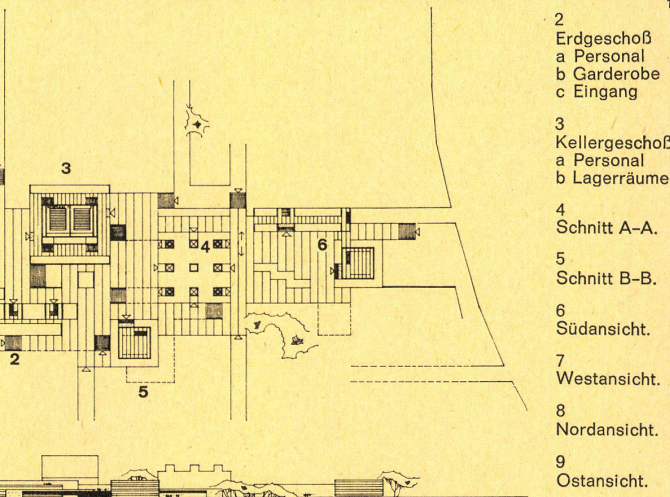 3
4
6
2
5
2
Erdgeschoß
a Personal
b Garderobe
c Eingang
3
Kellergeschoß
a Personal
b Lagerräume
4
Schnitt A–A.
5
Schnitt B–B.
6
Südansicht.
7
Westansicht.
8
Nordansicht.
9
Ostansicht.